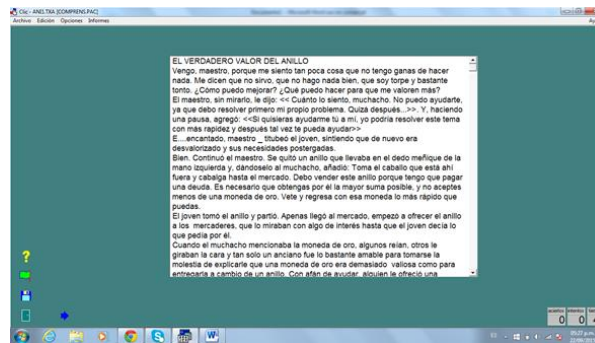 Clic - ANILTXA [COMPRENS.PAC]
Archivo Edición Opciones Informes
EL VERDADERO VALOR DEL ANILLO
Vengo, maestro, porque me siento tan poca cosa que no tengo ganas de hacer
nada. Me dicen que no sirvo, que no hago nada bien, que soy torpe y bastante
tonto. ¿Cómo puedo mejorar? ¿Qué puedo hacer para que me valoren más?
El maestro, sin mirarlo, le dijo: << Cuánto lo siento, muchacho. No puedo ayudarte,
ya que debo resolver primero mi propio problema. Quizá después...>>. Y, haciendo
una pausa, agregó: <<Si quisieras ayudarme tú a mí, yo podría resolver este tema
con más rapidez y después tal vez te pueda ayudar>>
E....encantado, maestro _ titubeó el joven, sintiendo que de nuevo era
desvalorizado y sus necesidades postergadas.
Bien. Continuó el maestro. Se quitó un anillo que llevaba en el dedo meñique de la
mano izquierda y, dándoselo al muchacho, añadió: Toma el caballo que está ahí
fuera y cabalga hasta el mercado. Debo vender este anillo porque tengo que pagar
una deuda. Es necesario que obtengas por él la mayor suma posible, y no aceptes
menos de una moneda de oro. Vete y regresa con esa moneda lo más rápido que
puedas.
El joven tomó el anillo y partió. Apenas llegó al mercado, empezó a ofrecer el anillo
a los mercaderes, que lo miraban con algo de interés hasta que el joven decía lo
que pedía por él.
Cuando el muchacho mencionaba la moneda de oro, algunos reían, otros le
giraban la cara y tan solo un anciano fue lo bastante amable para tomarse la
molestia de explicarle que una moneda de oro era demasiado valiosa como para
entregarla a cambio de un anillo. Con afán de ayudar, alguien le ofreció una
aciertos intentos
0 0
05:27 p.m.